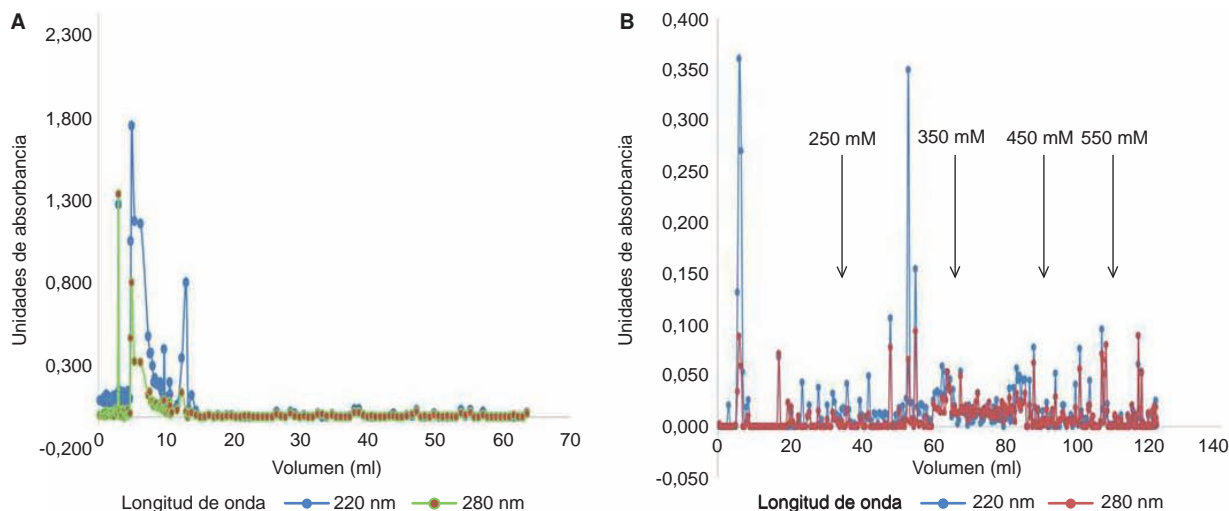 A
2,300
1,800
1,300
0,800
0,300
-0,200
Unidades de absorbancia
0 10 20 30 40 50 60 70
Volumen (ml)
Longitud de onda 220 nm 280 nm
B
0,400
0,350
0,300
0,250
0,200
0,150
0,100
0,050
0,000
-0,050
Unidades de absorbancia
250 mM 350 mM 450 mM 550 mM
0 20 40 60 80 100 120 140
Volumen (ml)
Longitud de onda 220 nm 280 nm